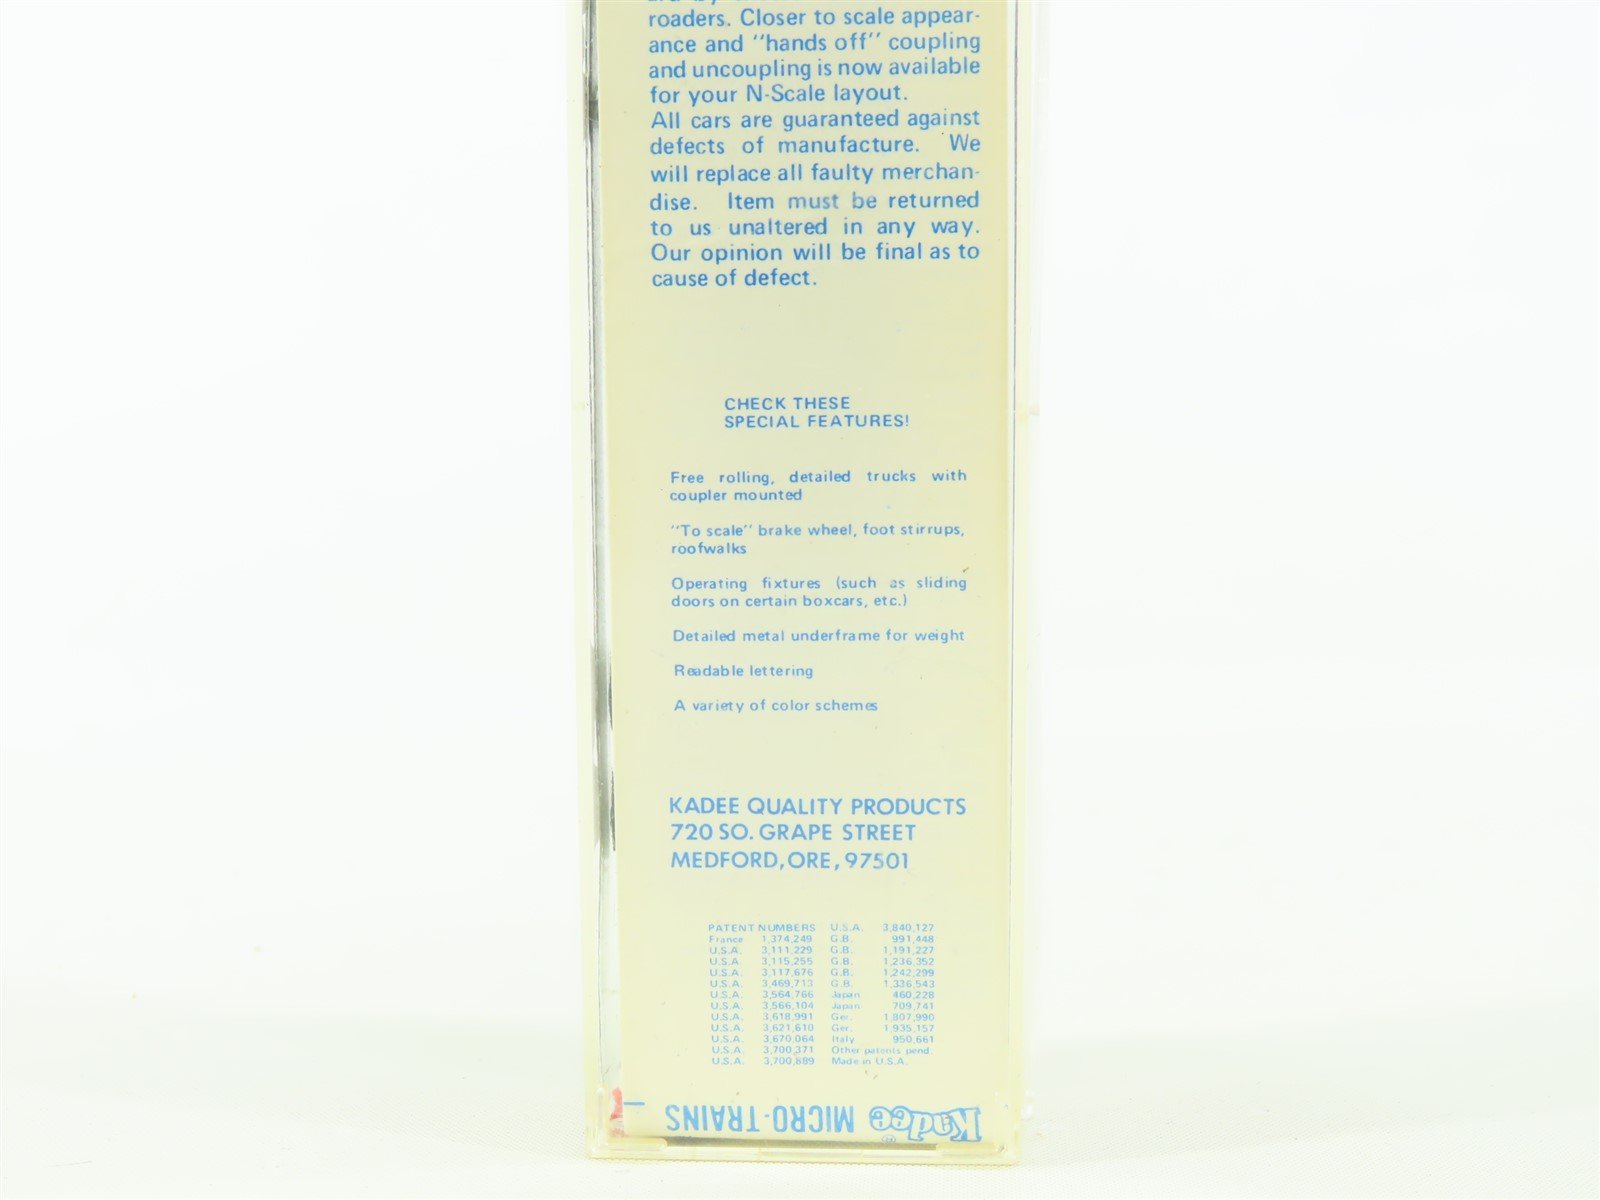 roaders. Closer to scale appear-
ance and "hands off" coupling
and uncoupling is now available
for your N-Scale layout.
All cars are guaranteed against
defects of manufacture. We
will replace all faulty merchan-
dise. Item must be returned
to us unaltered in any way.
Our opinion will be final as to
cause of defect.
CHECK THESE
SPECIAL FEATURES!
Free rolling, detailed trucks with
coupler mounted
"To scale" brake wheel, foot stirrups,
roofwalks
Operating fixtures (such as sliding
doors on certain boxcars, etc.)
Detailed metal underframe for weight
Readable lettering
A variety of color schemes
KADEE QUALITY PRODUCTS
720 SO. GRAPE STREET
MEDFORD, ORE, 97501
PATENT NUMBERS U.S.A. 3,840,127
France 1,374,249 G.B. 991,448
U.S.A. 3,111,229 G.B. 1,191,227
U.S.A. 3,115,255 G.B. 1,236,352
U.S.A. 3,117,676 G.B. 1,242,299
U.S.A. 3,469,713 G.B. 1,336,543
U.S.A. 3,564,766 Japan 460,228
U.S.A. 3,566,104 Japan 709,741
U.S.A. 3,618,991 Ger. 1,807,990
U.S.A. 3,621,610 Ger. 1,935,157
U.S.A. 3,670,064 Italy 950,661
U.S.A. 3,700,371 Other patents pend.
U.S.A. 3,700,889 Made in U.S.A.
Kadee ® MICRO-TRAINS